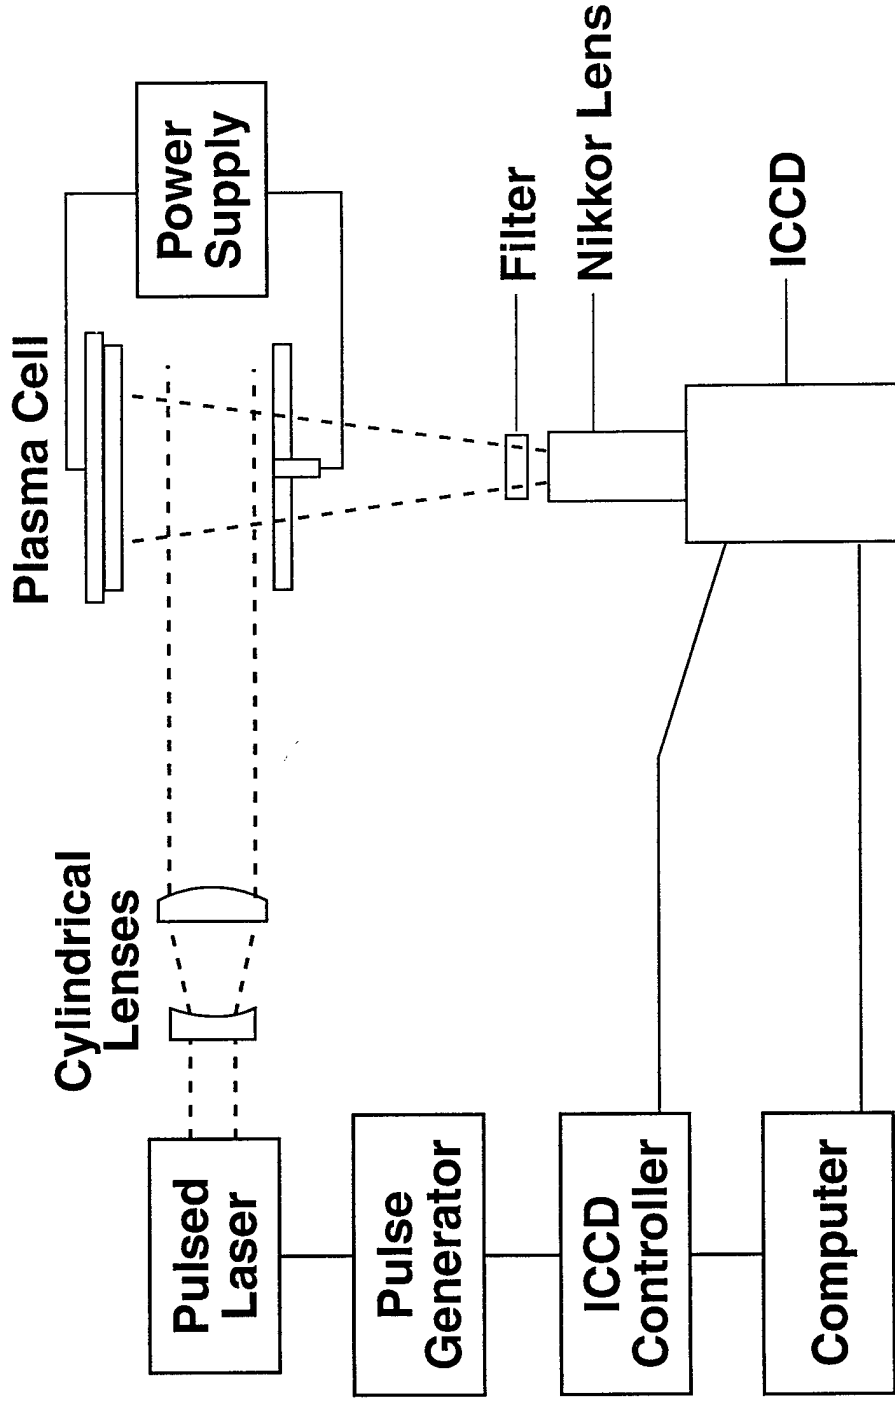 Pulsed
Laser
Cylindrical
Lenses
Plasma Cell
Power
Supply
Pulse
Generator
Filter
ICCD
Controller
Nikkor Lens
Computer
ICCD